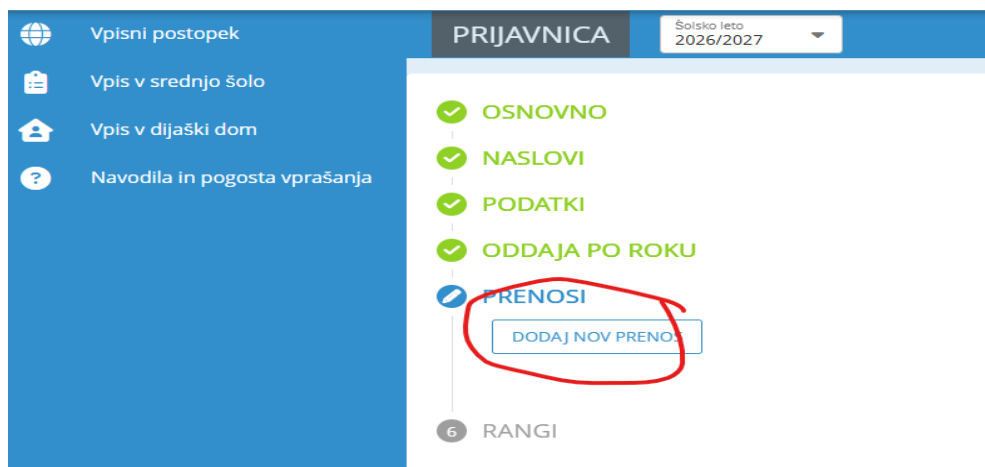 Vpisni postopek
Vpis v srednjo šolo
Vpis v dijaški dom
? Navodila in pogosta vprašanja
PRIJAVNICA
Šolsko leto
2026/2027
OSNOVNO
NASLOVI
PODATKI
ODDAJA PO ROKU
PRENOSI
DODAJ NOV PRENOS
6 RANGI